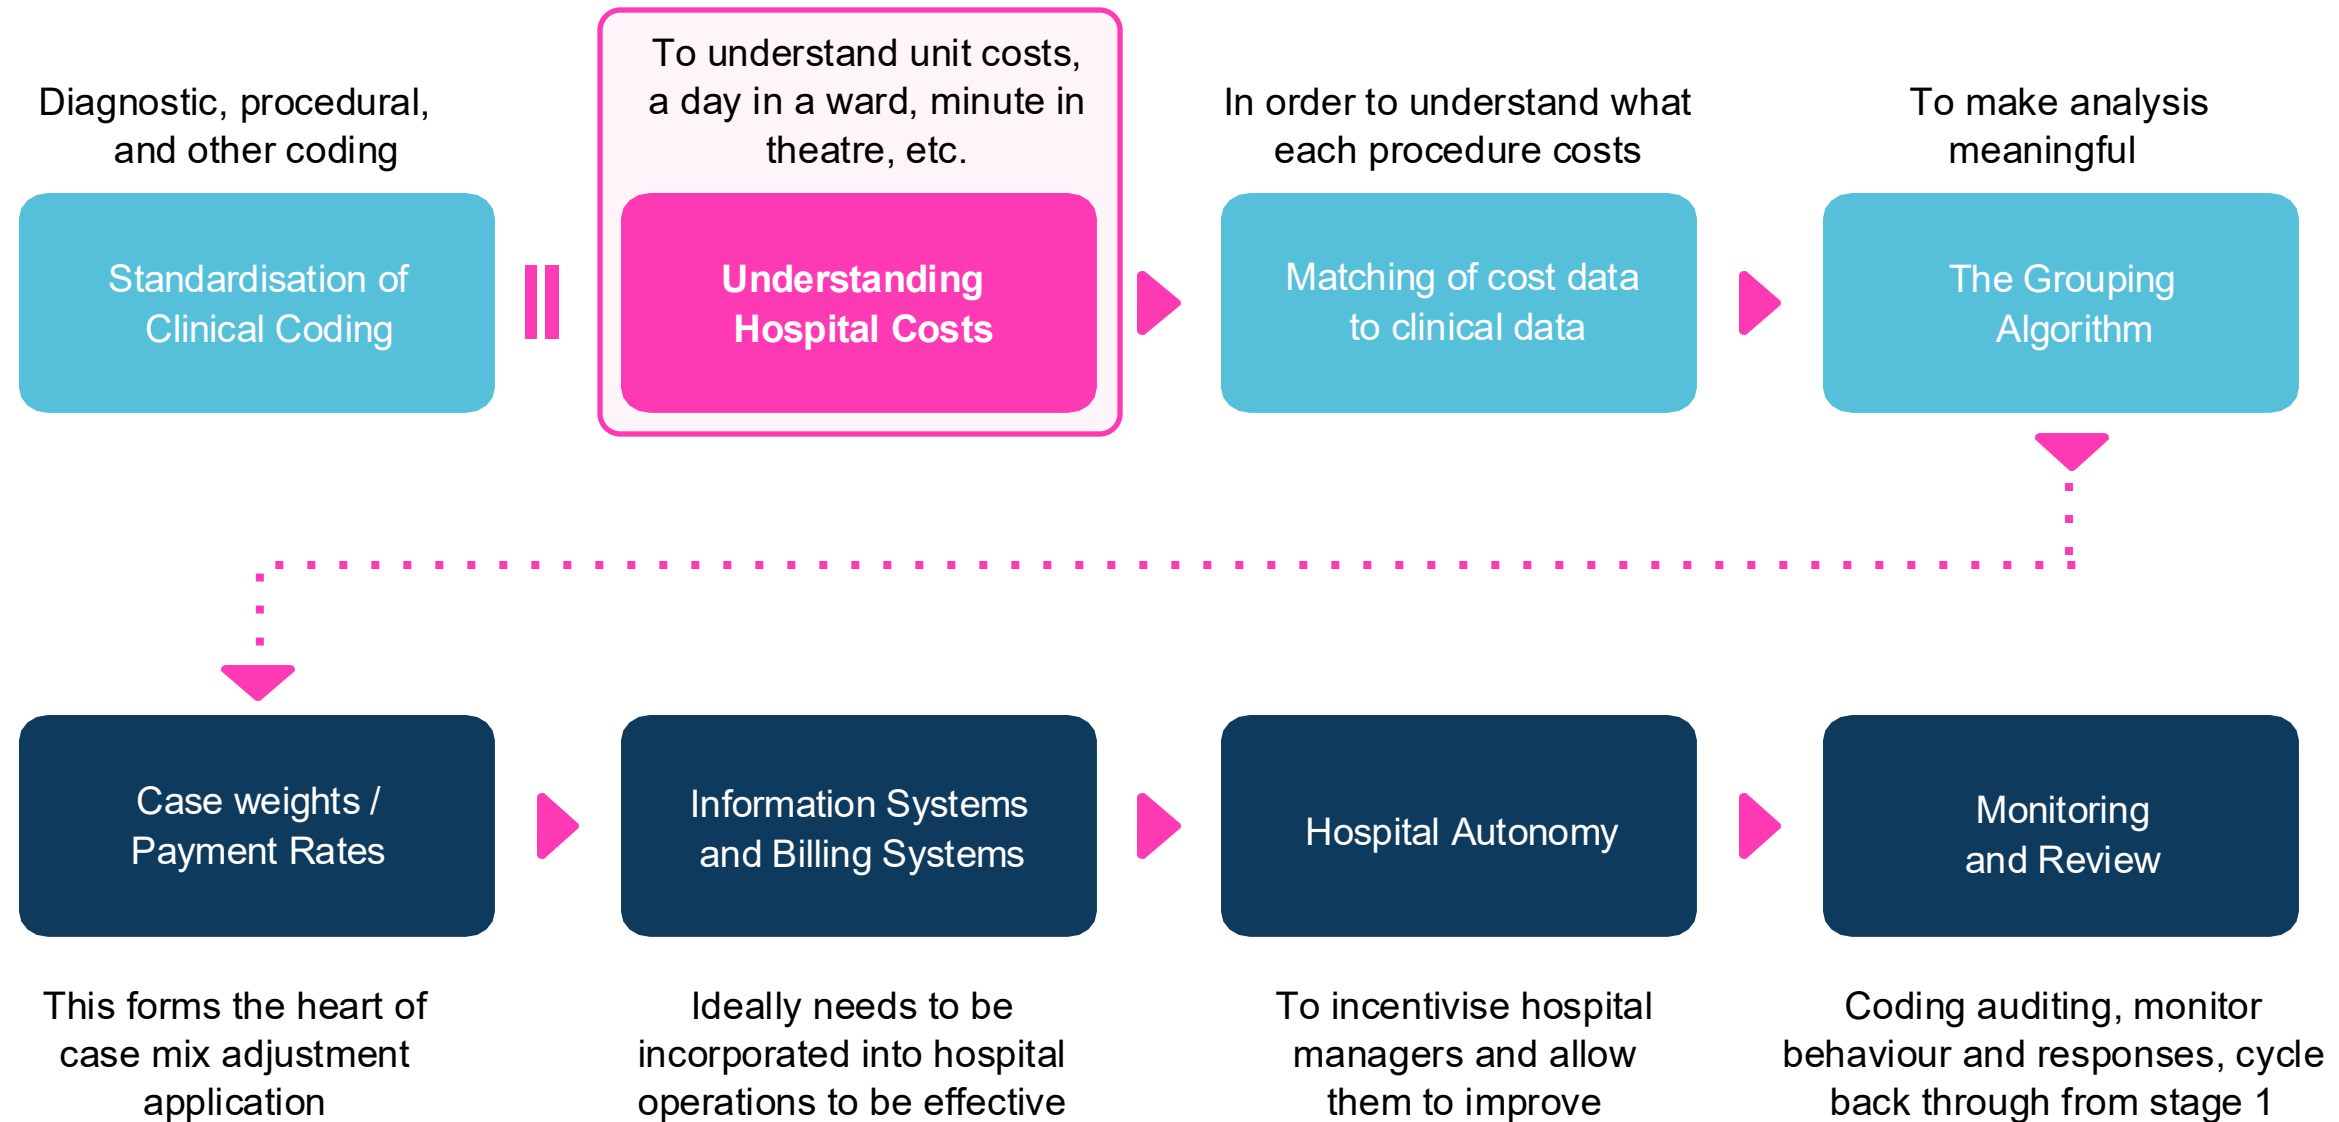 Diagnostic, procedural,
and other coding
Standardisation of
Clinical Coding
To understand unit costs,
a day in a ward, minute in
theatre, etc.
Understanding
Hospital Costs
In order to understand what
each procedure costs
Matching of cost data
to clinical data
To make analysis
meaningful
The Grouping
Algorithm
Case weights /
Payment Rates
This forms the heart of
case mix adjustment
application
Information Systems
and Billing Systems
Ideally needs to be
incorporated into hospital
operations to be effective
Hospital Autonomy
To incentivise hospital
managers and allow
them to improve
Monitoring
and Review
Coding auditing, monitor
behaviour and responses, cycle
back through from stage 1